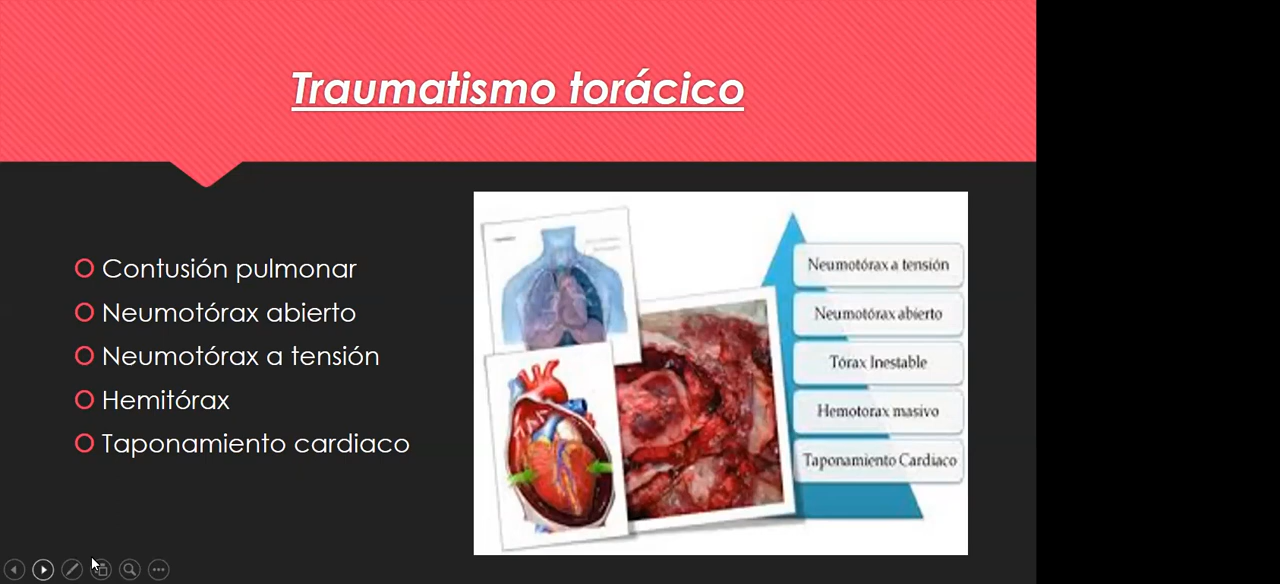 Traumatismo torácico
Contusión pulmonar
Neumotórax abierto
Neumotórax a tensión
Hemitórax
Taponamiento cardiaco
Neumotórax a tensión
Neumotórax abierto
Tórax Inestable
Hemotorax masivo
Taponamiento Cardiaco